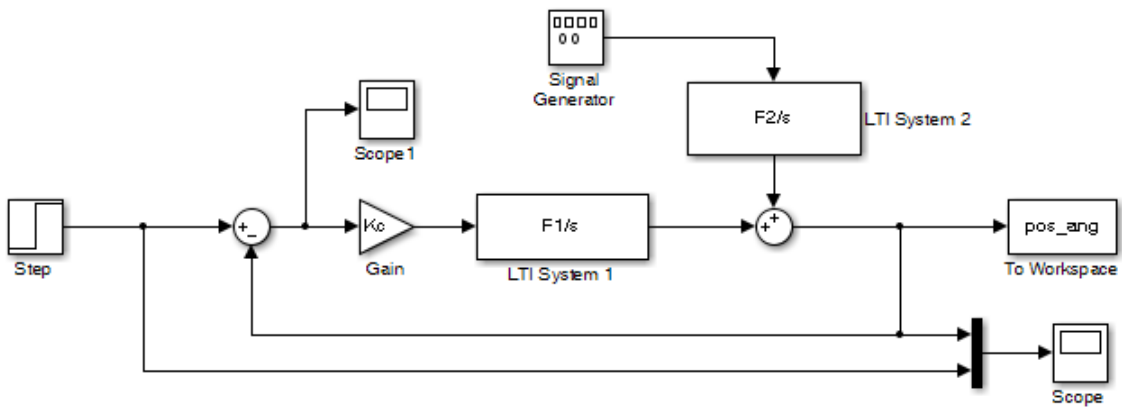 Signal
Generator
F2/s
LTI System 2
Scope1
Step
+
-
Kc
Gain
F1/s
LTI System 1
+
+
pos_ang
To Workspace
Scope